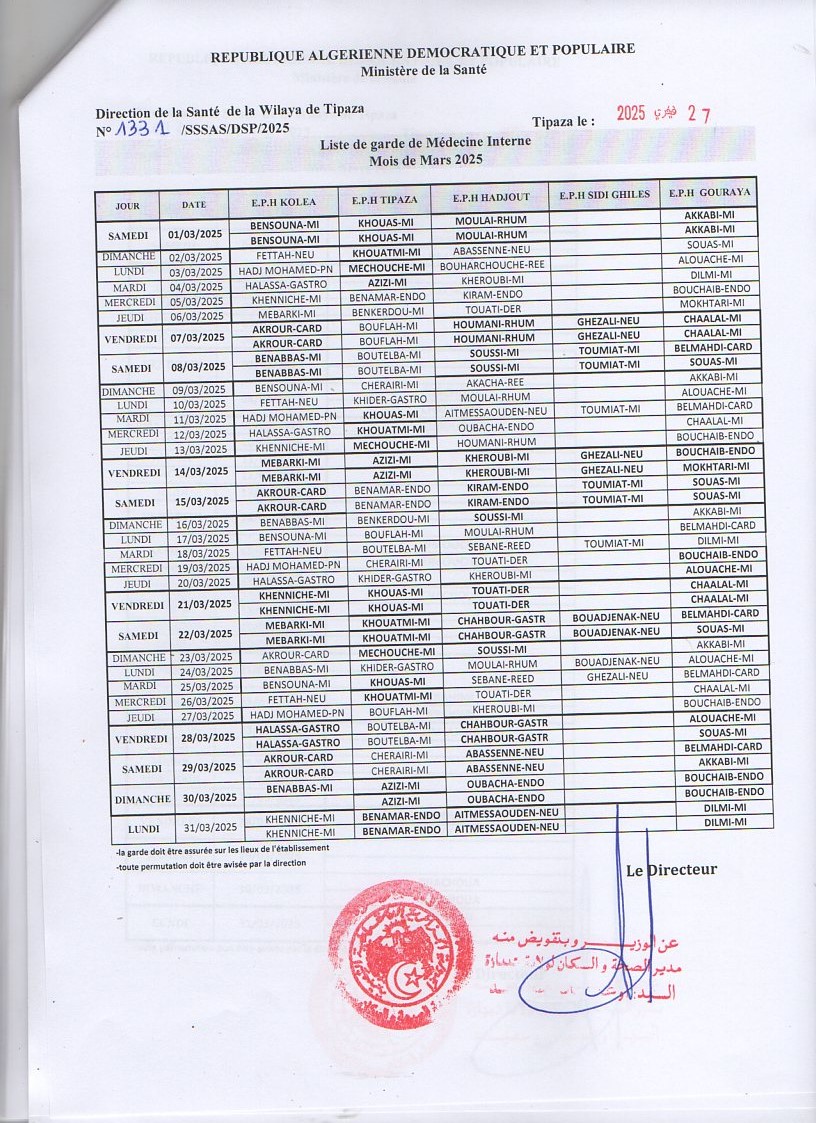 REPUBLIQUE ALGERIENNE DEMOCRATIQUE ET POPULAIRE
Ministère de la Santé
Direction de la Santé de la Wilaya de Tipaza
N° 1331 /SSSAS/DSP/2025
Tipaza le : 2025 فيفري 27
Liste de garde de Médecine Interne
Mois de Mars 2025
JOUR DATE E.P.H KOLEA E.P.H TIPAZA E.P.H HADJOUT E.P.H SIDI GHILES E.P.H GOURAYA
SAMEDI 01/03/2025 BENSOUNA-MI KHOUAS-MI MOULAI-RHUM AKKABI-MI
BENSOUNA-MI KHOUAS-MI MOULAI-RHUM AKKABI-MI
DIMANCHE 02/03/2025 FETTAH-NEU KHOUATMI-MI ABASSENNE-NEU SOUAS-MI
LUNDI 03/03/2025 HADJ MOHAMED-PN MECHOUCHE-MI BOUHARCHOUCHE-REE ALOUACHE-MI
MARDI 04/03/2025 HALASSA-GASTRO AZIZI-MI KHEROUBI-MI DILMI-MI
MERCREDI 05/03/2025 KHENNICHE-MI BENAMAR-ENDO KIRAM-ENDO BOUCHAIB-ENDO
JEUDI 06/03/2025 MEBARKI-MI BENKERDOU-MI TOUATI-DER MOKHTARI-MI
VENDREDI 07/03/2025 AKROUR-CARD BOUFLAH-MI HOUMANI-RHUM GHEZALI-NEU CHAALAL-MI
AKROUR-CARD BOUFLAH-MI HOUMANI-RHUM GHEZALI-NEU CHAALAL-MI
SAMEDI 08/03/2025 BENABBAS-MI BOUTELBA-MI SOUSSI-MI TOUMIAT-MI BELMAHDI-CARD
BENABBAS-MI BOUTELBA-MI SOUSSI-MI TOUMIAT-MI SOUAS-MI
DIMANCHE 09/03/2025 BENSOUNA-MI CHERAIRI-MI AKACHA-REE AKKABI-MI
LUNDI 10/03/2025 FETTAH-NEU KHIDER-GASTRO MOULAI-RHUM ALOUACHE-MI
MARDI 11/03/2025 HADJ MOHAMED-PN KHOUAS-MI AITMESSAOUDEN-NEU TOUMIAT-MI BELMAHDI-CARD
MERCREDI 12/03/2025 HALASSA-GASTRO KHOUATMI-MI OUBACHA-ENDO CHAALAL-MI
JEUDI 13/03/2025 KHENNICHE-MI MECHOUCHE-MI HOUMANI-RHUM BOUCHAIB-ENDO
VENDREDI 14/03/2025 MEBARKI-MI AZIZI-MI KHEROUBI-MI GHEZALI-NEU BOUCHAIB-ENDO
MEBARKI-MI AZIZI-MI KHEROUBI-MI GHEZALI-NEU MOKHTARI-MI
SAMEDI 15/03/2025 AKROUR-CARD BENAMAR-ENDO KIRAM-ENDO TOUMIAT-MI SOUAS-MI
AKROUR-CARD BENAMAR-ENDO KIRAM-ENDO TOUMIAT-MI SOUAS-MI
DIMANCHE 16/03/2025 BENABBAS-MI BENKERDOU-MI SOUSSI-MI AKKABI-MI
LUNDI 17/03/2025 BENSOUNA-MI BOUFLAH-MI MOULAI-RHUM BELMAHDI-CARD
MARDI 18/03/2025 FETTAH-NEU BOUTELBA-MI SEBANE-REED TOUMIAT-MI DILMI-MI
MERCREDI 19/03/2025 HADJ MOHAMED-PN CHERAIRI-MI TOUATI-DER BOUCHAIB-ENDO
JEUDI 20/03/2025 HALASSA-GASTRO KHIDER-GASTRO KHEROUBI-MI ALOUACHE-MI
VENDREDI 21/03/2025 KHENNICHE-MI KHOUAS-MI TOUATI-DER CHAALAL-MI
KHENNICHE-MI KHOUAS-MI TOUATI-DER CHAALAL-MI
SAMEDI 22/03/2025 MEBARKI-MI KHOUATMI-MI CHAHBOUR-GASTR BOUADJENAK-NEU BELMAHDI-CARD
MEBARKI-MI KHOUATMI-MI CHAHBOUR-GASTR BOUADJENAK-NEU SOUAS-MI
DIMANCHE 23/03/2025 AKROUR-CARD MECHOUCHE-MI SOUSSI-MI AKKABI-MI
LUNDI 24/03/2025 BENABBAS-MI KHIDER-GASTRO MOULAI-RHUM BOUADJENAK-NEU ALOUACHE-MI
MARDI 25/03/2025 BENSOUNA-MI KHOUAS-MI SEBANE-REED GHEZALI-NEU BELMAHDI-CARD
MERCREDI 26/03/2025 FETTAH-NEU KHOUATMI-MI TOUATI-DER CHAALAL-MI
JEUDI 27/03/2025 HADJ MOHAMED-PN BOUFLAH-MI KHEROUBI-MI BOUCHAIB-ENDO
VENDREDI 28/03/2025 HALASSA-GASTRO BOUTELBA-MI CHAHBOUR-GASTR ALOUACHE-MI
HALASSA-GASTRO BOUTELBA-MI CHAHBOUR-GASTR SOUAS-MI
SAMEDI 29/03/2025 AKROUR-CARD CHERAIRI-MI ABASSENNE-NEU BELMAHDI-CARD
AKROUR-CARD CHERAIRI-MI ABASSENNE-NEU AKKABI-MI
DIMANCHE 30/03/2025 BENABBAS-MI AZIZI-MI OUBACHA-ENDO BOUCHAIB-ENDO
AZIZI-MI OUBACHA-ENDO BOUCHAIB-ENDO
LUNDI 31/03/2025 KHENNICHE-MI BENAMAR-ENDO AITMESSAOUDEN-NEU DILMI-MI
KHENNICHE-MI BENAMAR-ENDO AITMESSAOUDEN-NEU DILMI-MI
-la garde doit être assurée sur les lieux de l'établissement
-toute permutation doit être avisée par la direction
Le Directeur
عن الوزيــر وبتفويض منه
مدير الصحة و السكان لولاية